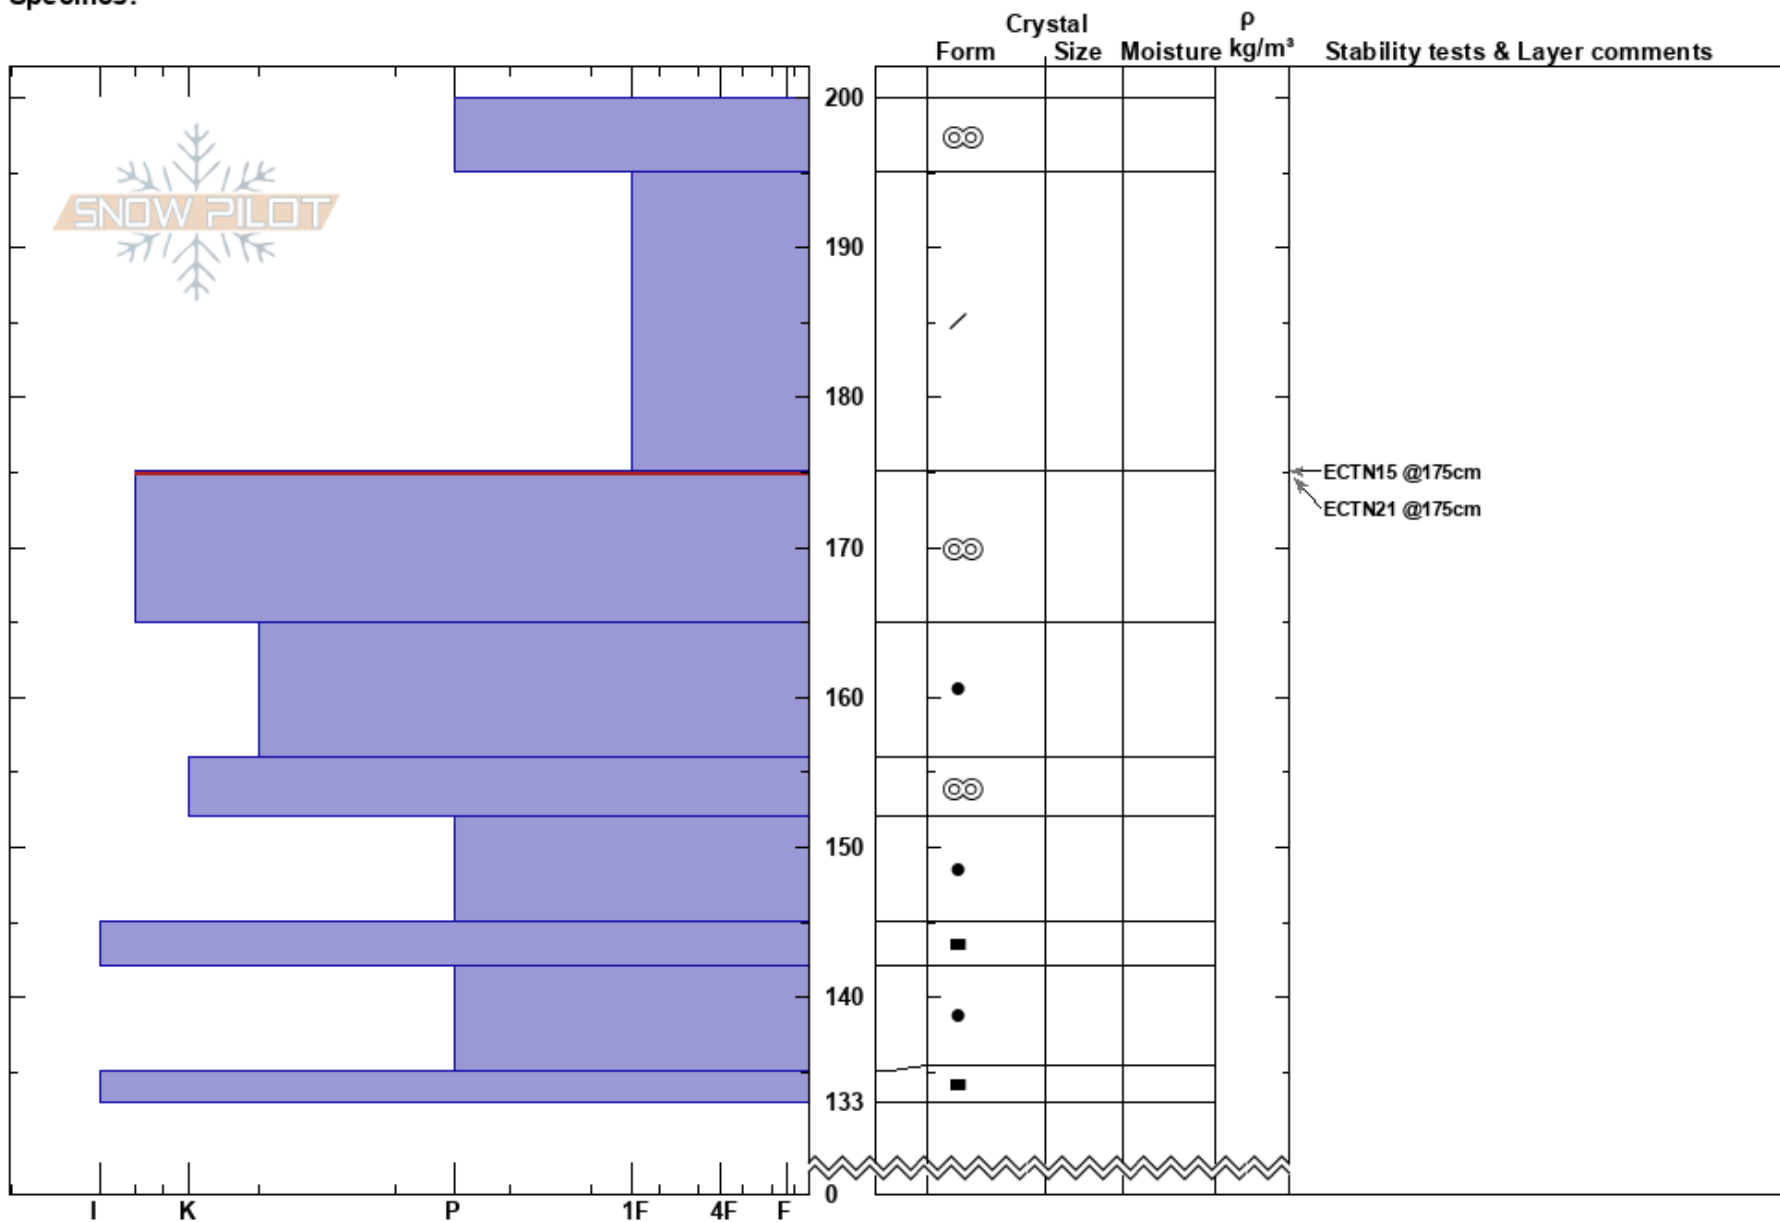 Specifics:
Crystal
ρ
Form Size Moisture kg/m³ Stability tests & Layer comments
SNOW PILOT
200
190
180
ECTN15 @175cm
ECTN21 @175cm
170
160
150
140
133
0
I K P 1F 4F F